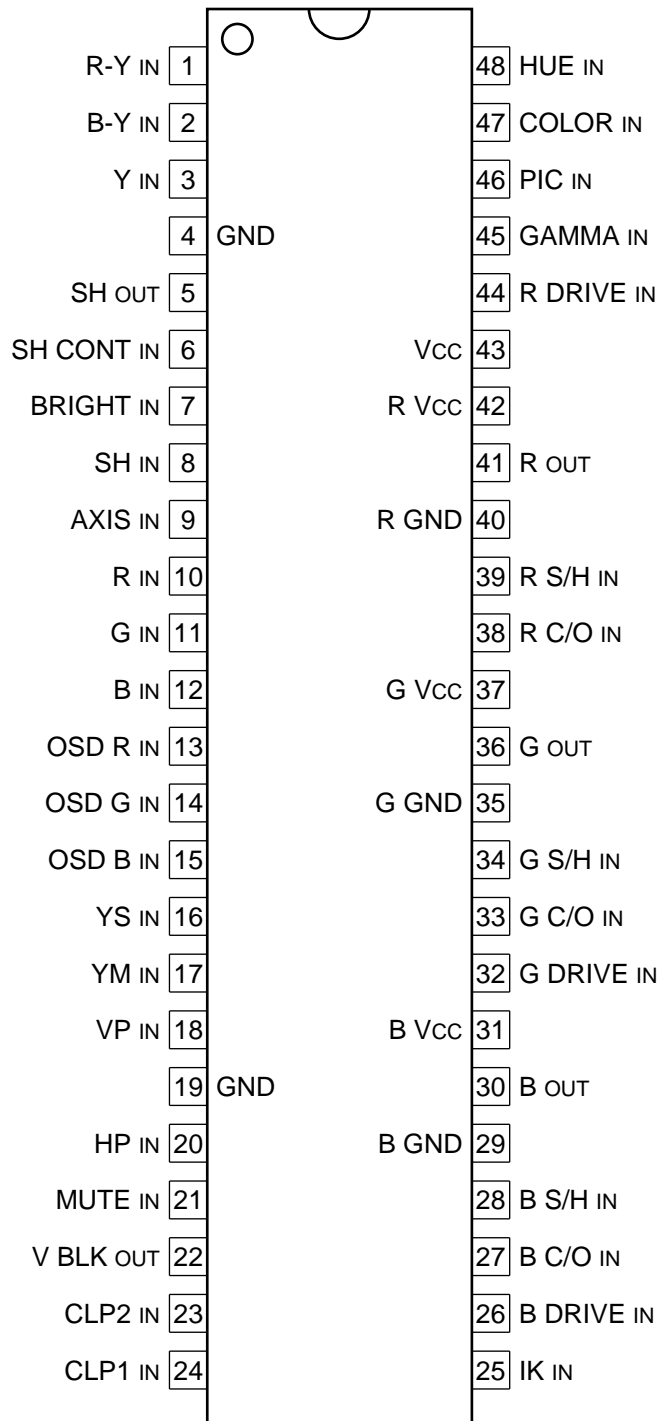 R-Y IN 1 48 HUE IN
B-Y IN 2 47 COLOR IN
Y IN 3 46 PIC IN
4 GND 45 GAMMA IN
SH OUT 5 44 R DRIVE IN
SH CONT IN 6 VCC 43
BRIGHT IN 7 R VCC 42
SH IN 8 41 R OUT
AXIS IN 9 R GND 40
R IN 10 39 R S/H IN
G IN 11 38 R C/O IN
B IN 12 G VCC 37
OSD R IN 13 36 G OUT
OSD G IN 14 G GND 35
OSD B IN 15 34 G S/H IN
YS IN 16 33 G C/O IN
YM IN 17 32 G DRIVE IN
VP IN 18 B VCC 31
19 GND 30 B OUT
HP IN 20 B GND 29
MUTE IN 21 28 B S/H IN
V BLK OUT 22 27 B C/O IN
CLP2 IN 23 26 B DRIVE IN
CLP1 IN 24 25 IK IN